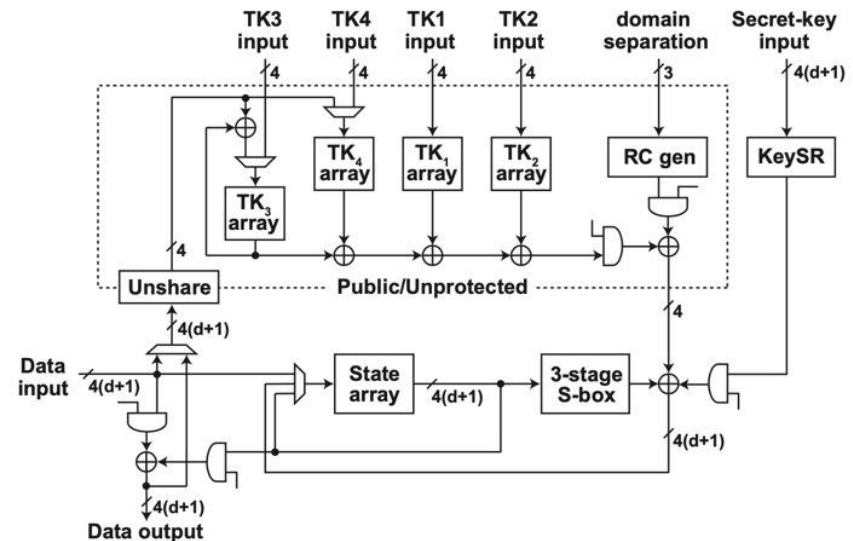 TK3 input
TK4 input
TK1 input
TK2 input
domain separation
Secret-key input
4
4
4
4
3
4(d+1)
TK4 array
TK1 array
TK2 array
RC gen
KeySR
TK3 array
4
Unshare
Public/Unprotected
4
4(d+1)
Data input
4(d+1)
State array
4(d+1)
3-stage S-box
4(d+1)
4(d+1)
Data output